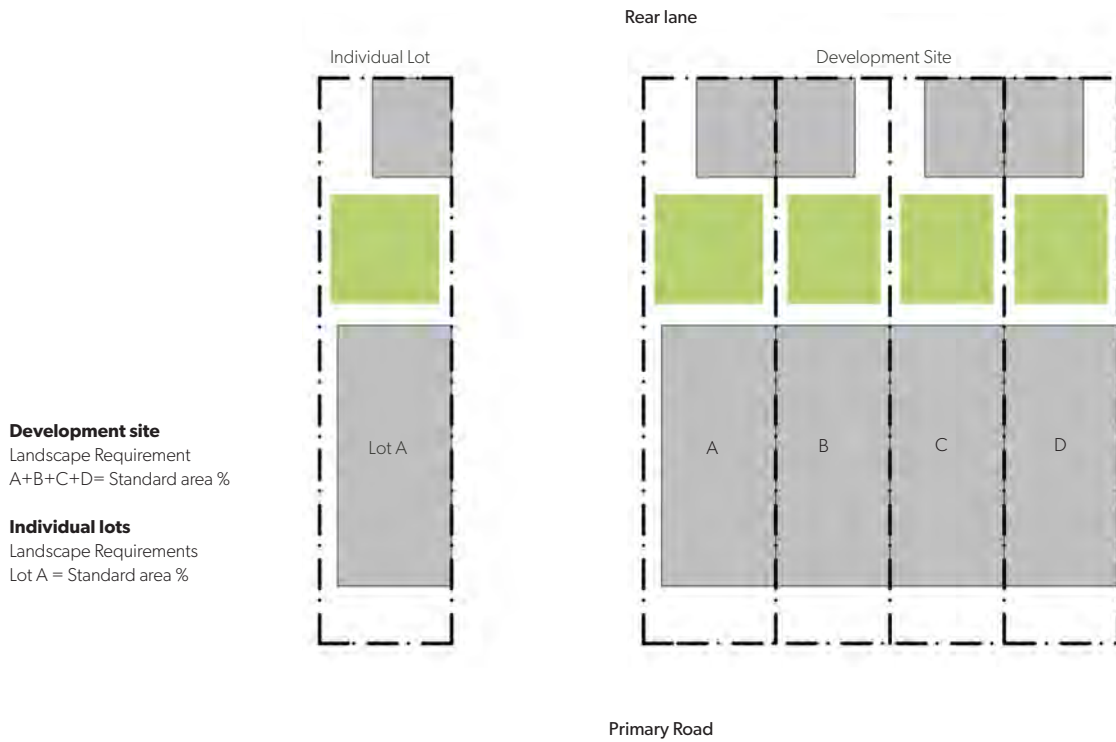 Rear lane
Individual Lot
Development Site
Lot A
A
B
C
D
Development site
Landscape Requirement
A+B+C+D= Standard area %
Individual lots
Landscape Requirements
Lot A = Standard area %
Primary Road